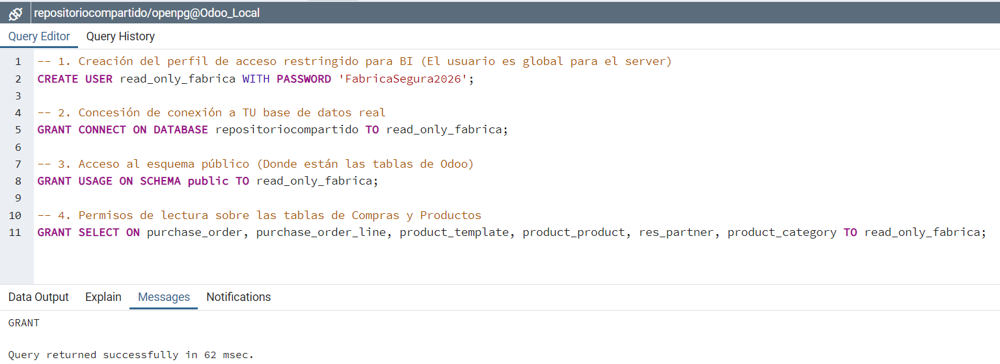 repositoriocompartido/openpg@Odoo_Local
Query Editor Query History
1 -- 1. Creación del perfil de acceso restringido para BI (El usuario es global para el server)
2 CREATE USER read_only_fabrica WITH PASSWORD 'FabricaSegura2026';
3
4 -- 2. Concesión de conexión a TU base de datos real
5 GRANT CONNECT ON DATABASE repositoriocompartido TO read_only_fabrica;
6
7 -- 3. Acceso al esquema público (Donde están las tablas de Odoo)
8 GRANT USAGE ON SCHEMA public TO read_only_fabrica;
9
10 -- 4. Permisos de lectura sobre las tablas de Compras y Productos
11 GRANT SELECT ON purchase_order, purchase_order_line, product_template, product_product, res_partner, product_category TO read_only_fabrica;
Data Output Explain Messages Notifications
GRANT
Query returned successfully in 62 msec.